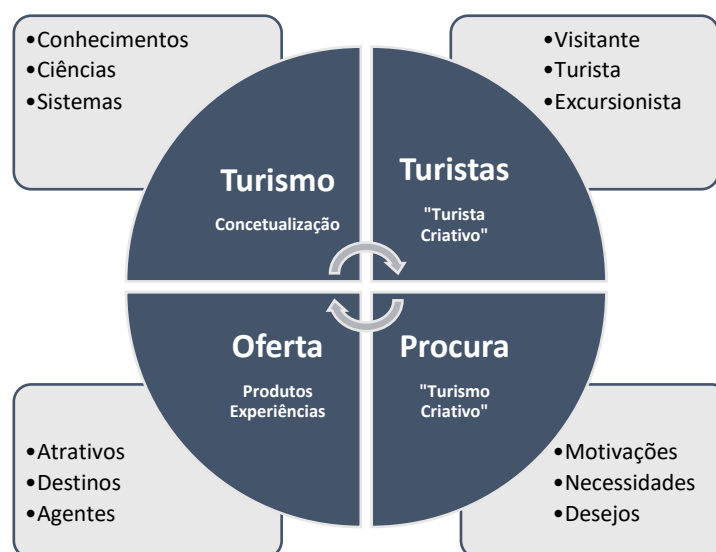 •Conhecimentos
•Ciências
•Sistemas
•Visitante
•Turista
•Excursionista
Turismo
Concetualização
Turistas
"Turista
Criativo"
Oferta
Produtos
Experiências
Procura
"Turismo
Criativo"
•Atrativos
•Destinos
•Agentes
•Motivações
•Necessidades
•Desejos